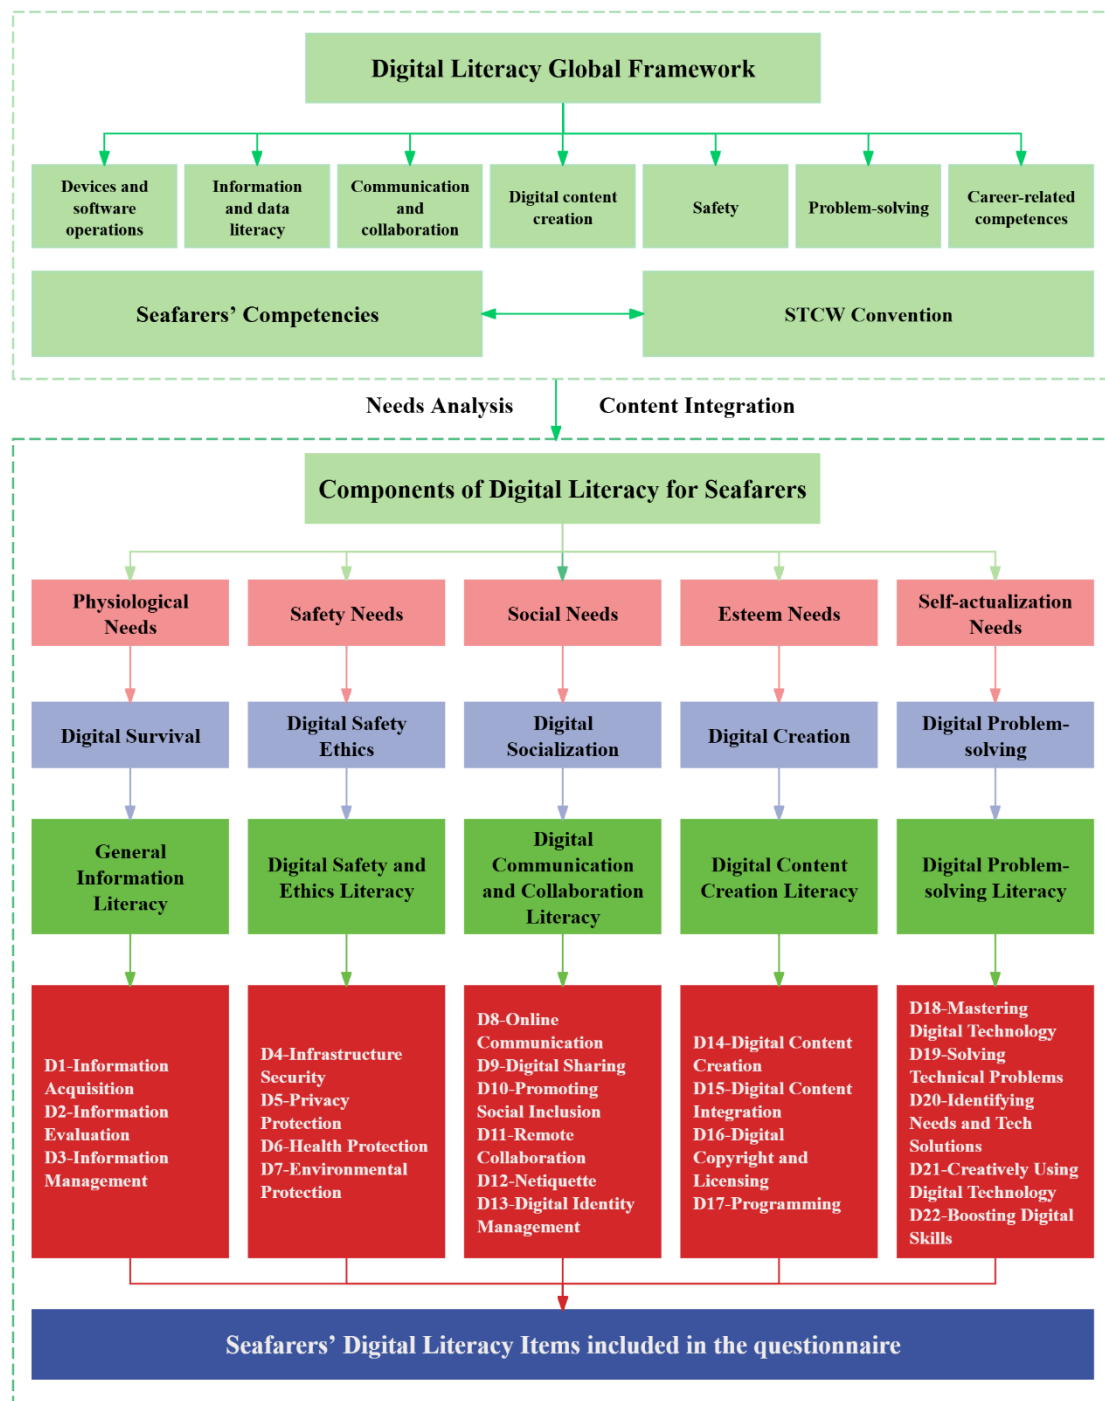 Digital Literacy Global Framework
Devices and
software
operations
Information
and data
literacy
Communication
and
collaboration
Digital content
creation
Safety
Problem-solving
Career-related
competences
Seafarers’ Competencies
STCW Convention
Needs Analysis
Content Integration
Components of Digital Literacy for Seafarers
Physiological
Needs
Safety Needs
Social Needs
Esteem Needs
Self-actualization
Needs
Digital Survival
Digital Safety
Ethics
Digital
Socialization
Digital Creation
Digital Problem-
solving
General
Information
Literacy
Digital Safety and
Ethics Literacy
Digital
Communication
and Collaboration
Literacy
Digital Content
Creation Literacy
Digital Problem-
solving Literacy
D1-Information
Acquisition
D2-Information
Evaluation
D3-Information
Management
D4-Infrastructure
Security
D5-Privacy
Protection
D6-Health Protection
D7-Environmental
Protection
D8-Online
Communication
D9-Digital Sharing
D10-Promoting
Social Inclusion
D11-Remote
Collaboration
D12-Netiquette
D13-Digital Identity
Management
D14-Digital Content
Creation
D15-Digital Content
Integration
D16-Digital
Copyright and
Licensing
D17-Programming
D18-Mastering
Digital Technology
D19-Solving
Technical Problems
D20-Identifying
Needs and Tech
Solutions
D21-Creatively Using
Digital Technology
D22-Boosting Digital
Skills
Seafarers’ Digital Literacy Items included in the questionnaire